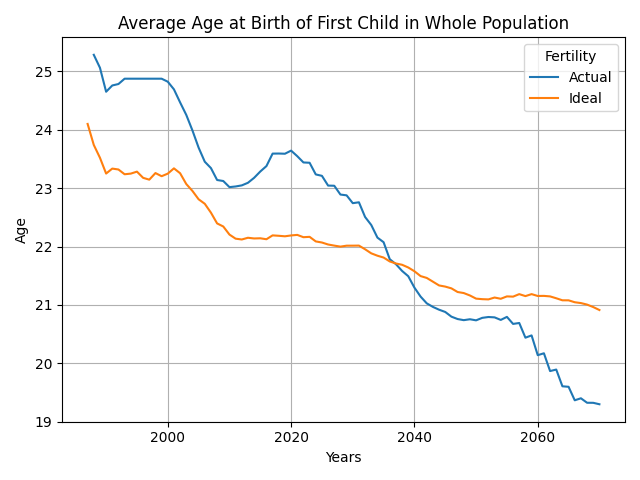 Average Age at Birth of First Child in Whole Population
Fertility
Actual
Ideal
Age
25
24
23
22
21
20
19
2000
2020
2040
2060
Years